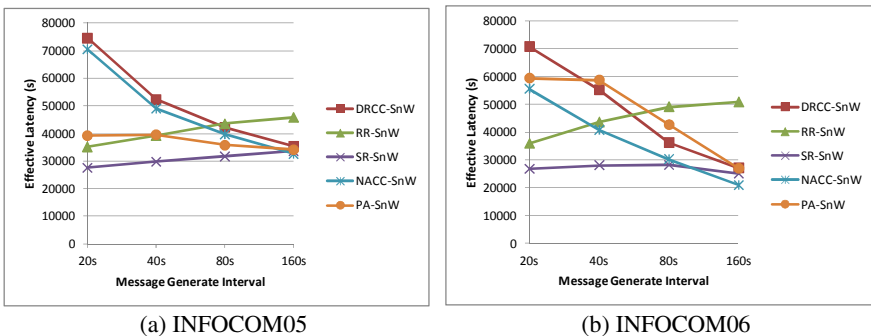 80000
70000
60000
50000
40000
30000
20000
10000
0
Effective Latency (s)
20s 40s 80s 160s
Message Generate Interval
DRCC-SnW
RR-SnW
SR-SnW
NACC-SnW
PA-SnW
(a) INFOCOM05
80000
70000
60000
50000
40000
30000
20000
10000
0
Effective Latency (s)
20s 40s 80s 160s
Message Generate Interval
DRCC-SnW
RR-SnW
SR-SnW
NACC-SnW
PA-SnW
(b) INFOCOM06